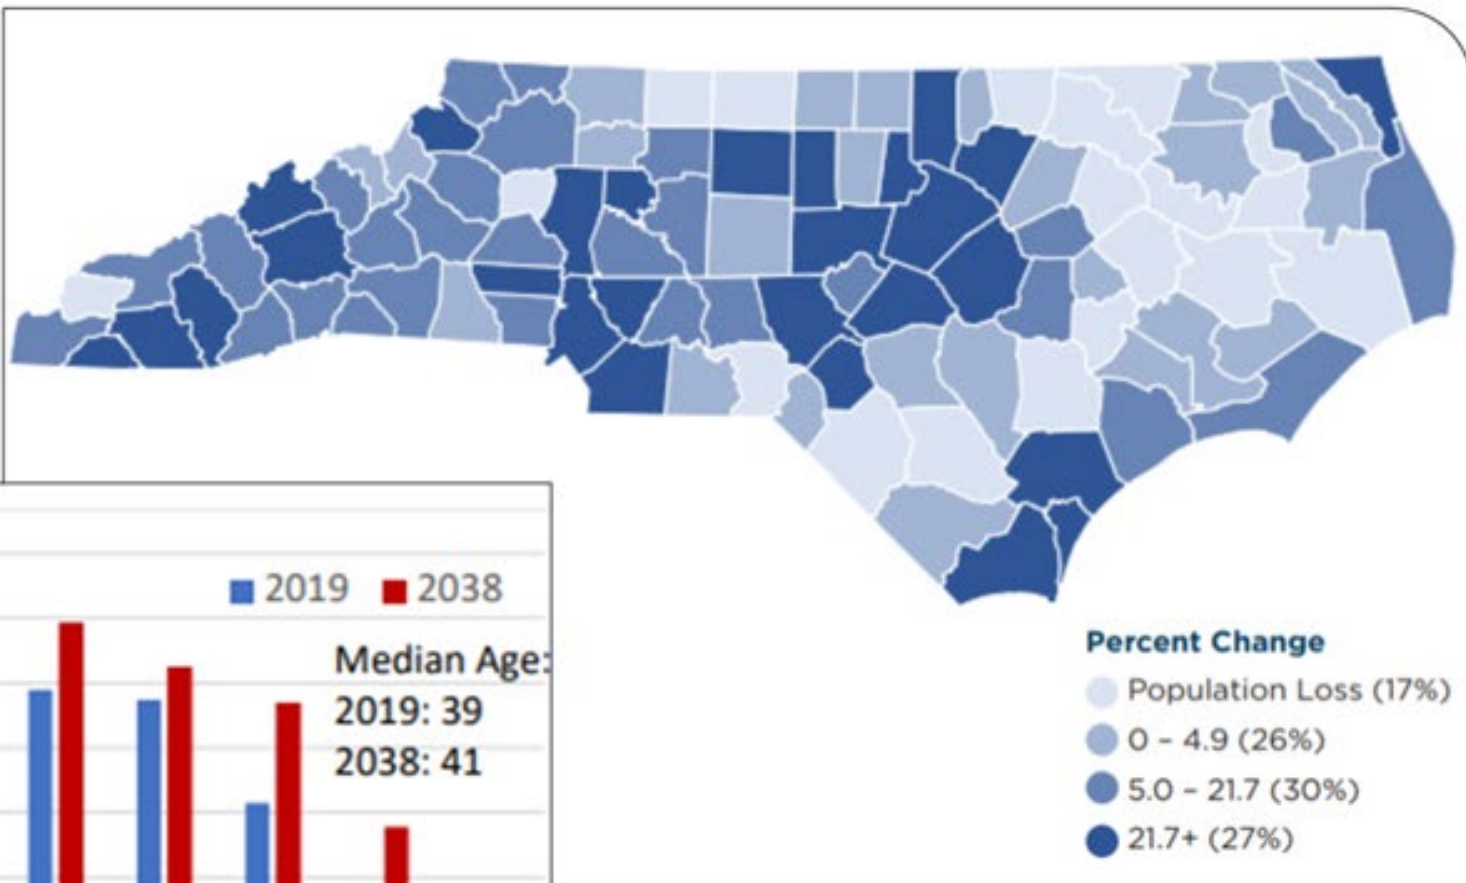 2019 2038
Median Age:
2019: 39
2038: 41
Percent Change
Population Loss (17%)
0 – 4.9 (26%)
5.0 – 21.7 (30%)
21.7+ (27%)